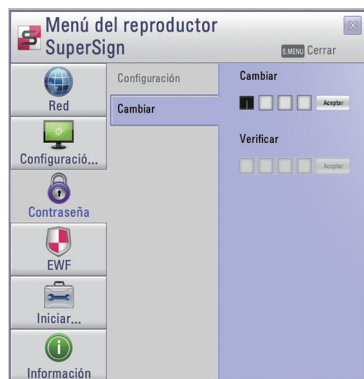 Menú del reproductor
SuperSign
S.MENU Cerrar
Red
Configuració...
Contraseña
EWF
Iniciar...
Información
Configuración
Cambiar
Cambiar
Aceptar
Verificar
Aceptar